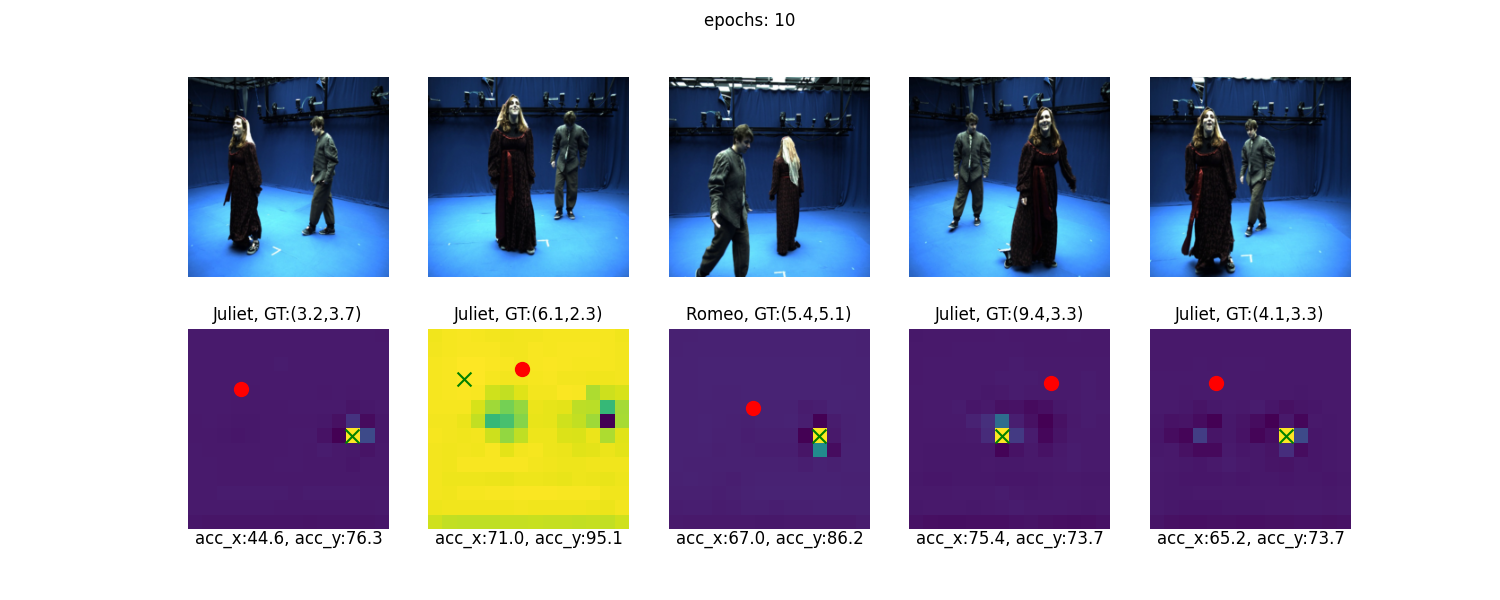 epochs: 10
Juliet, GT:(3.2,3.7)
Juliet, GT:(6.1,2.3)
Romeo, GT:(5.4,5.1)
Juliet, GT:(9.4,3.3)
Juliet, GT:(4.1,3.3)
acc_x:44.6, acc_y:76.3
acc_x:71.0, acc_y:95.1
acc_x:67.0, acc_y:86.2
acc_x:75.4, acc_y:73.7
acc_x:65.2, acc_y:73.7